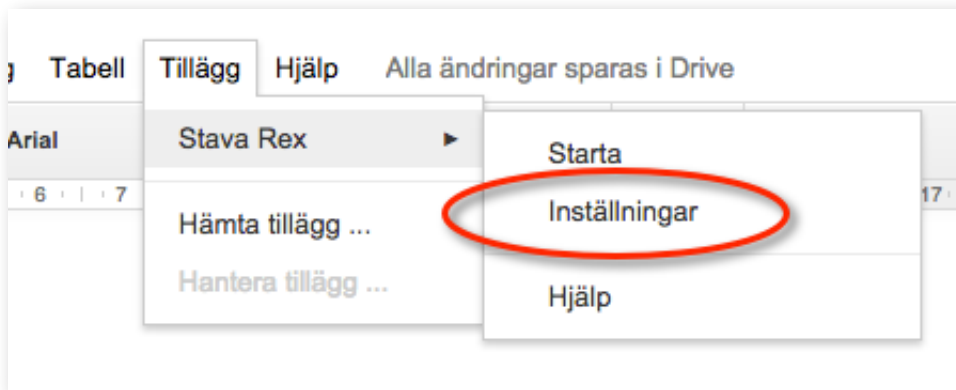 Tabell Tillägg Hjälp Alla ändringar sparas i Drive
Arial
Stava Rex ►
Starta
6 7 17
Inställningar
Hämta tillägg ...
Hantera tillägg ...
Hjälp